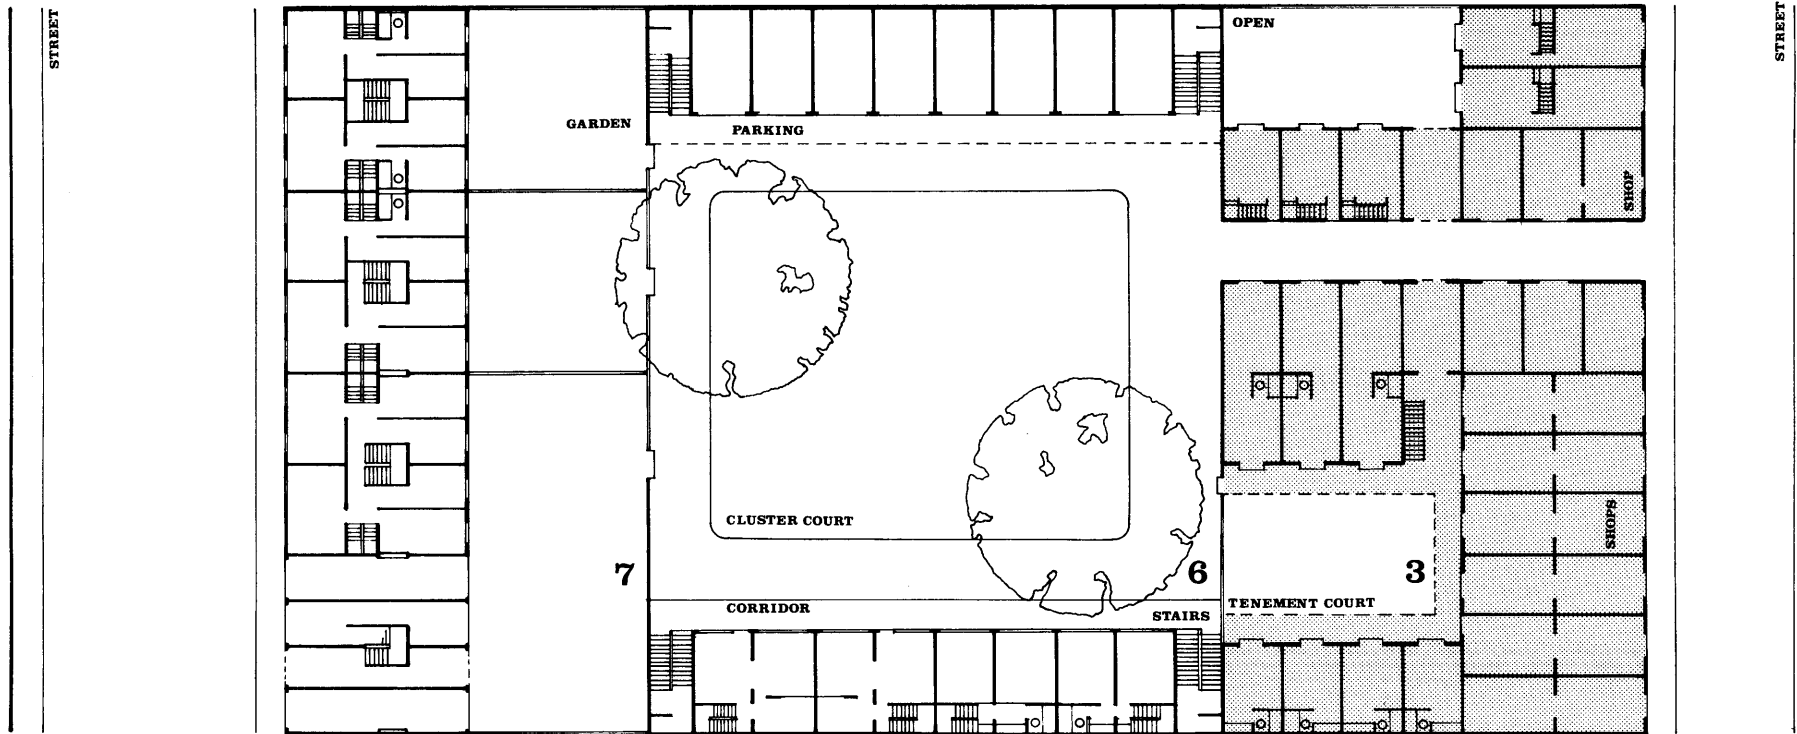 STREET
OPEN
STREET
GARDEN
PARKING
SHOP
CLUSTER COURT
SHOPS
7
6
3
CORRIDOR
TENEMENT COURT
STAIRS